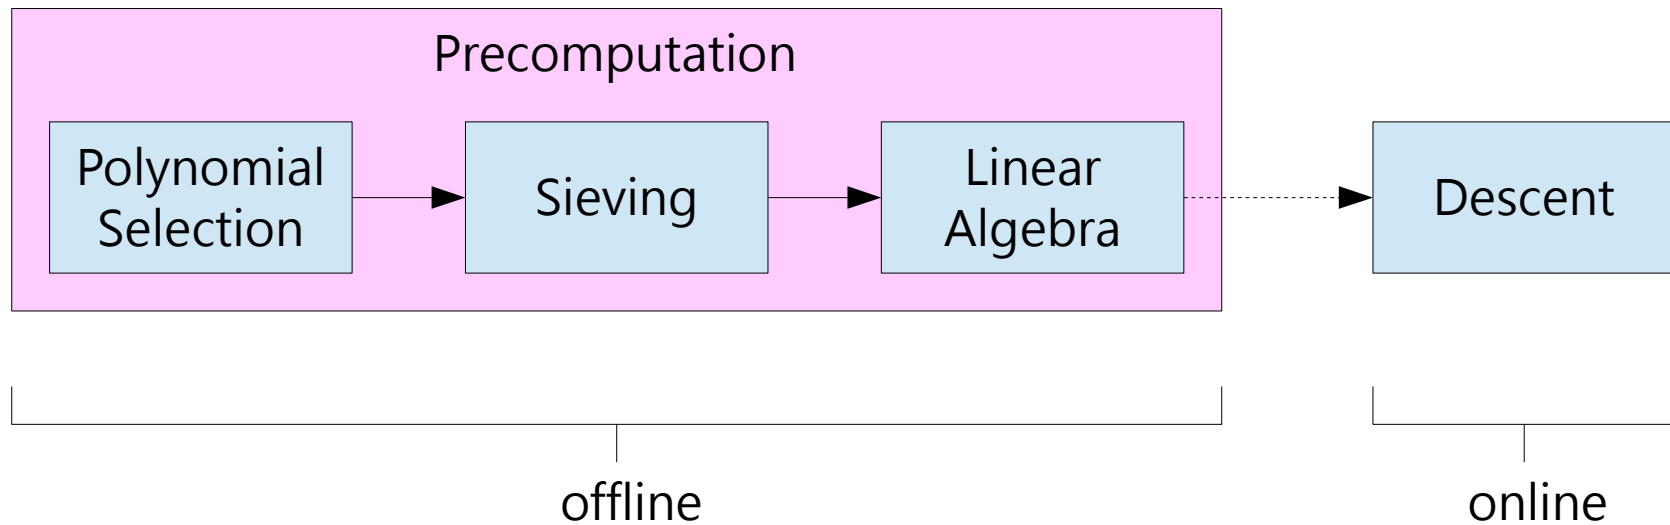 Precomputation
Polynomial
Selection
Sieving
Linear
Algebra
Descent
offline
online